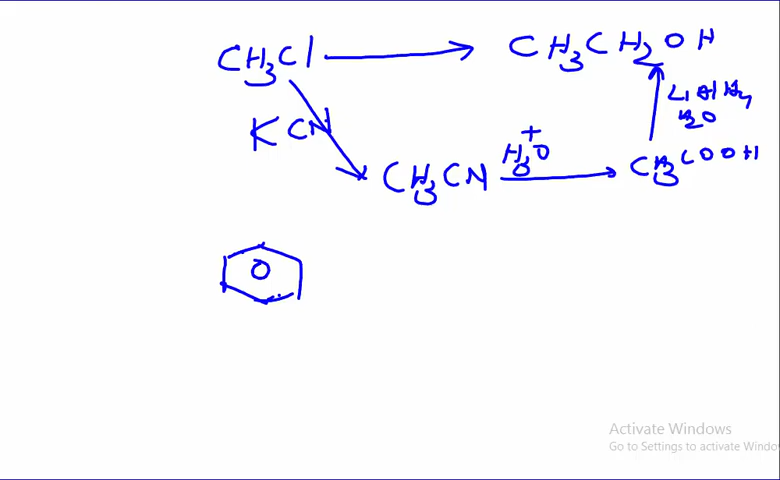 CH3Cl → CH3CH2OH
KCN
LiAlH4
H2O
CH3CN H3O+ → CH3COOH
Activate Windows
Go to Settings to activate Windo